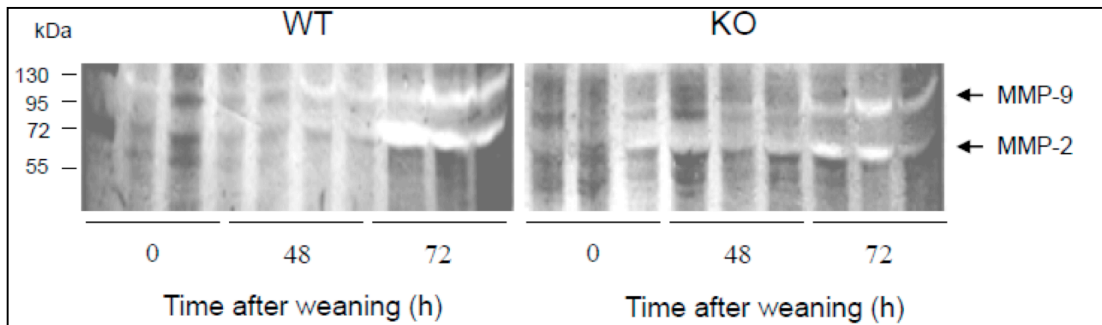 kDa
WT
KO
130
95
72
55
MMP-9
MMP-2
0 48 72
0 48 72
Time after weaning (h)
Time after weaning (h)